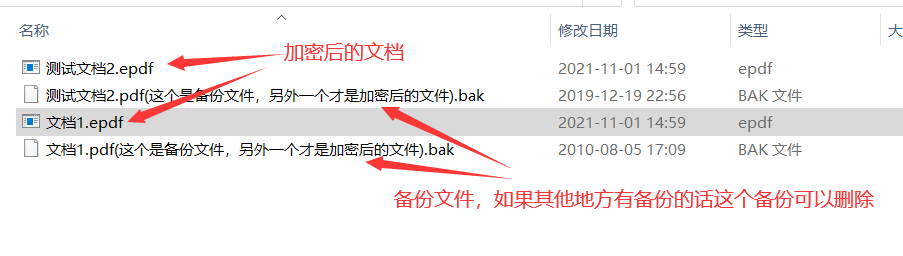 名称 修改日期 类型 大
加密后的文档
测试文档2.epdf 2021-11-01 14:59 epdf
测试文档2.pdf(这个是备份文件，另外一个才是加密后的文件).bak 2019-12-19 22:56 BAK 文件
文档1.epdf 2021-11-01 14:59 epdf
文档1.pdf(这个是备份文件，另外一个才是加密后的文件).bak 2010-08-05 17:09 BAK 文件
备份文件，如果其他地方有备份的话这个备份可以删除